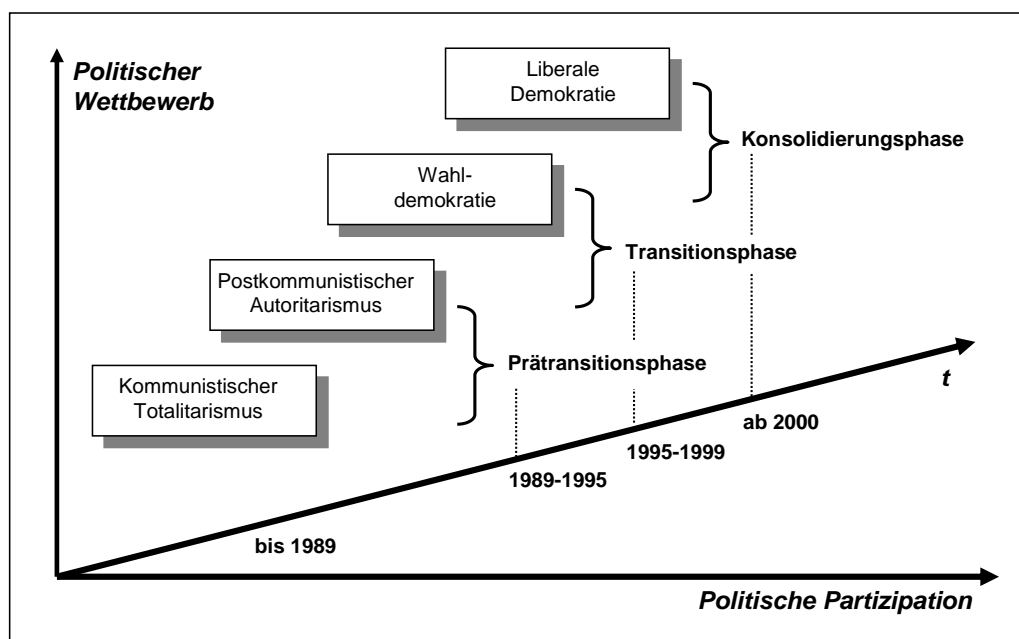 Politischer
Wettbewerb
Liberale
Demokratie
Konsolidierungsphase
Wahl-
demokratie
Transitionsphase
Postkommunistischer
Autoritarismus
Prätransitionsphase
Kommunistischer
Totalitarismus
t
ab 2000
1995-1999
1989-1995
bis 1989
Politische Partizipation